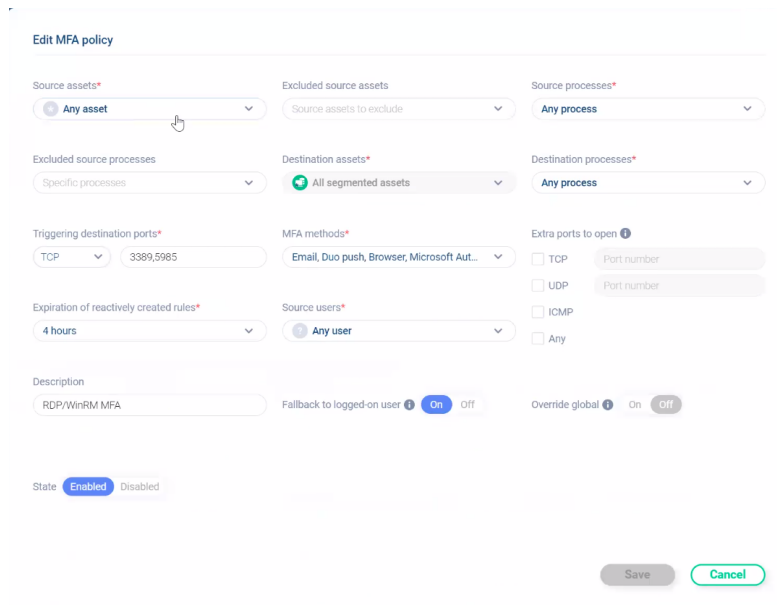 Edit MFA policy
Source assets*
Excluded source assets
Source processes*
Any asset
Source assets to exclude
Any process
Excluded source processes
Destination assets*
Destination processes*
Specific processes
All segmented assets
Any process
Triggering destination ports*
MFA methods*
Extra ports to open
TCP
3389,5985
Email, Duo push, Browser, Microsoft Aut...
TCP
Port number
UDP
Port number
Expiration of reactively created rules*
Source users*
ICMP
4 hours
Any user
Any
Description
RDP/WinRM MFA
Fallback to logged-on user On Off
Override global On Off
State Enabled Disabled
Save
Cancel